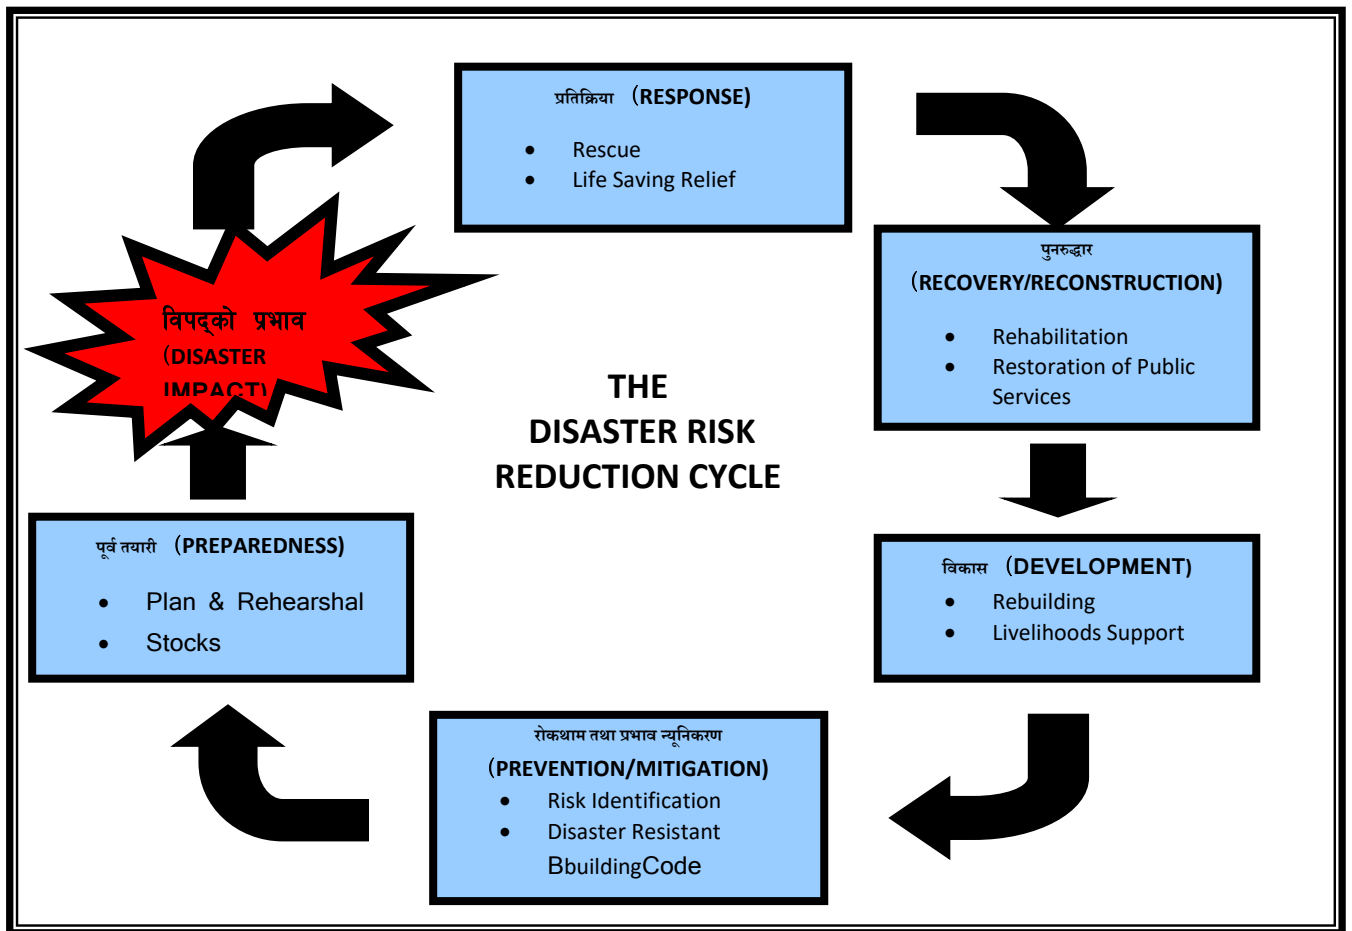 प्रतिक्रिया (RESPONSE)
• Rescue
• Life Saving Relief
पुनरुद्धार
(RECOVERY/RECONSTRUCTION)
• Rehabilitation
• Restoration of Public
Services
विपद्को प्रभाव
(DISASTER
IMPACT)
THE
DISASTER RISK
REDUCTION CYCLE
पूर्व तयारी (PREPAREDNESS)
• Plan & Rehearshal
• Stocks
विकास (DEVELOPMENT)
• Rebuilding
• Livelihoods Support
रोकथाम तथा प्रभाव न्यूनिकरण
(PREVENTION/MITIGATION)
• Risk Identification
• Disaster Resistant
BbuildingCode